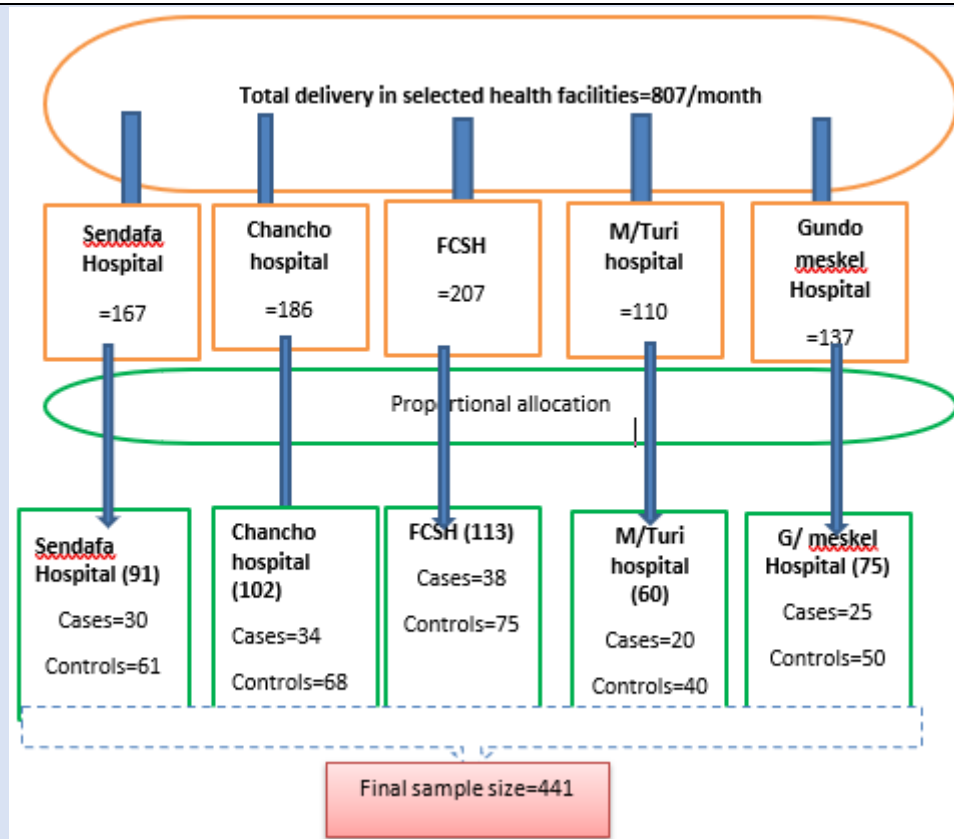 Total delivery in selected health facilities=807/month
Sendafa
Hospital
=167
Chancho
hospital
=186
FCSH
=207
M/Turi
hospital
=110
Gundo
meskel
Hospital
=137
Proportional allocation
Sendafa
Hospital (91)
Cases=30
Controls=61
Chancho
hospital
(102)
Cases=34
Controls=68
FCSH (113)
Cases=38
Controls=75
M/Turi
hospital
(60)
Cases=20
Controls=40
G/ meskel
Hospital (75)
Cases=25
Controls=50
Final sample size=441